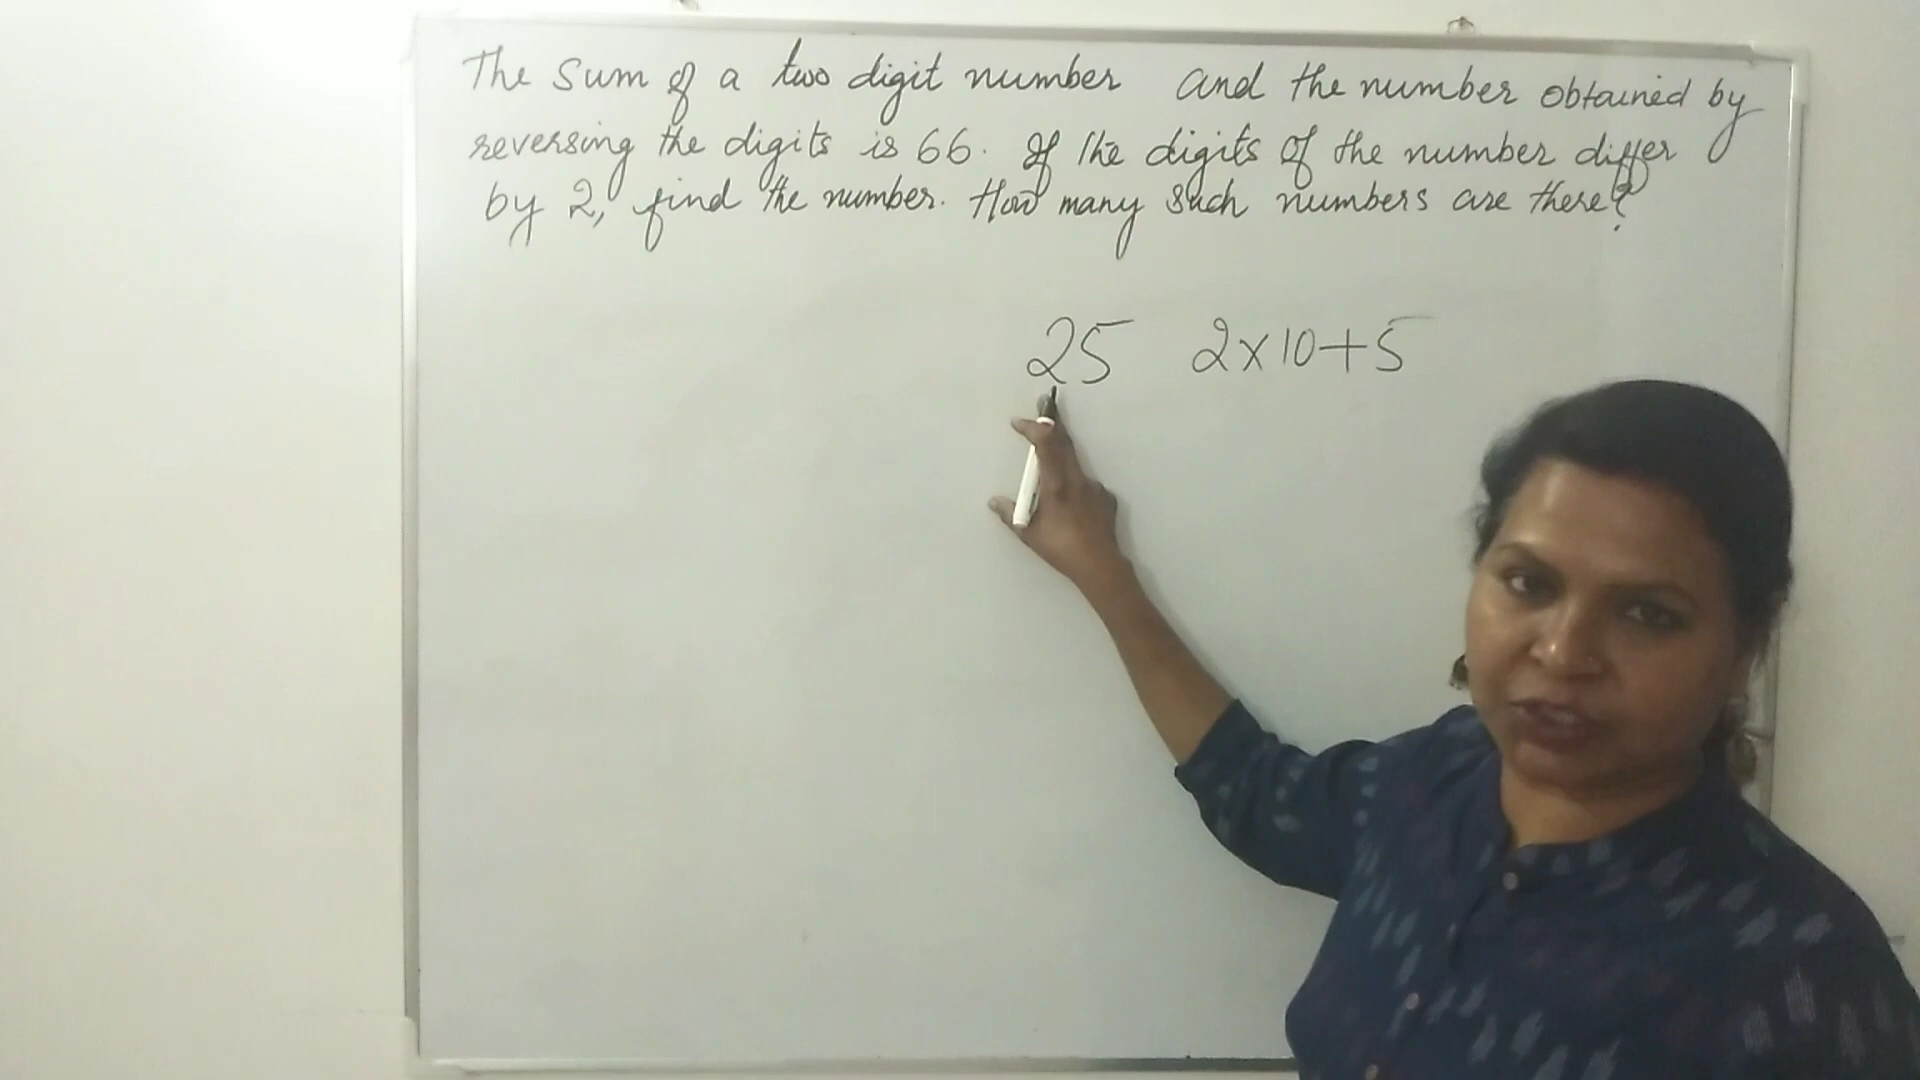 The sum of a two digit number and the number obtained by
reversing the digits is 66. If the digits of the number differ
by 2, find the number. How many such numbers are there?
25 2×10+5